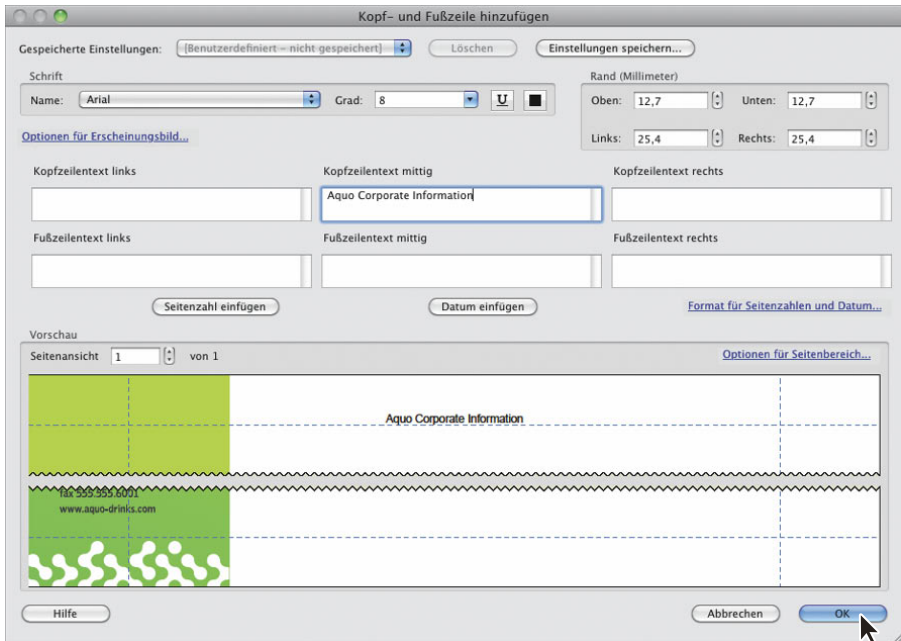 Kopf- und Fußzeile hinzufügen
Gespeicherte Einstellungen: [Benutzerdefiniert - nicht gespeichert] Löschen Einstellungen speichern...
Schrift Rand (Millimeter)
Name: Arial Grad: 8 U Oben: 12,7 Unten: 12,7
Optionen für Erscheinungsbild... Links: 25,4 Rechts: 25,4
Kopfzeilentext links Kopfzeilentext mittig Kopfzeilentext rechts
Aquo Corporate Information
Fußzeilentext links Fußzeilentext mittig Fußzeilentext rechts
Seitenzahl einfügen Datum einfügen Format für Seitenzahlen und Datum...
Vorschau
Seitenansicht 1 von 1 Optionen für Seitenbereich...
Aquo Corporate Information
fax 555.555.6001
www.aquo-drinks.com
Hilfe Abbrechen OK